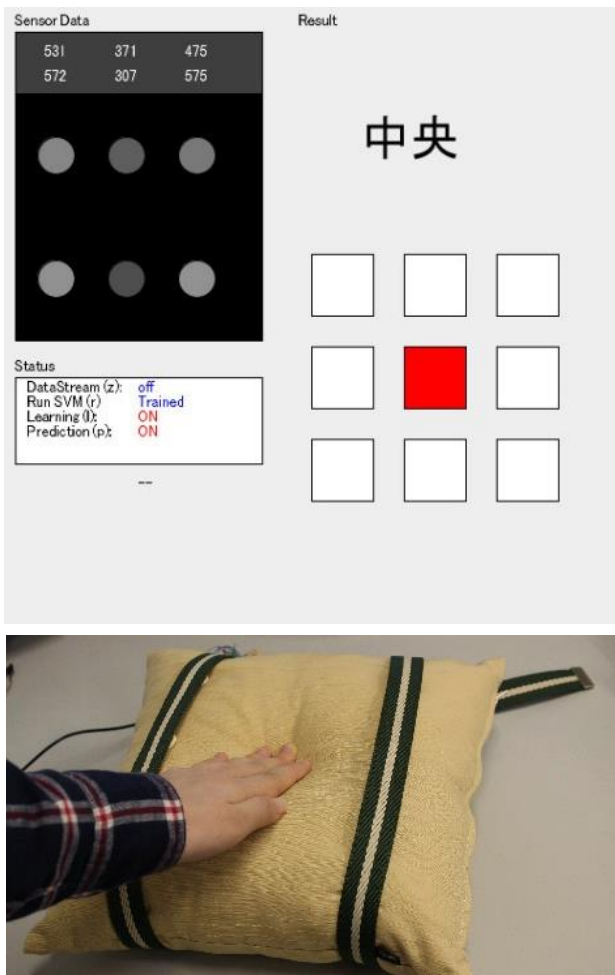 Sensor Data
531 371 475
572 307 575
Result
中央
Status
DataStream (z): off
Run SVM (r) Trained
Learning (l): ON
Prediction (p): ON
--